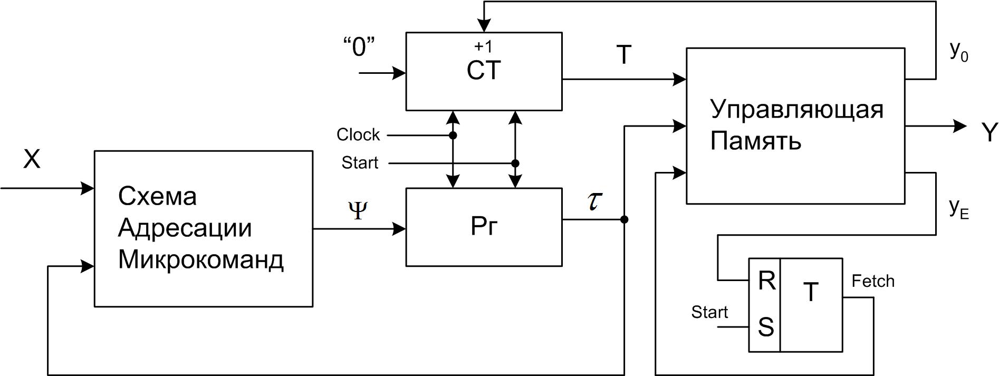 “0”
+1
CT
T
y0
Управляющая
Память
Y
Clock
Start
X
Схема
Адресации
Микрокоманд
Ψ
Рг
τ
yE
R
T
Fetch
Start
S